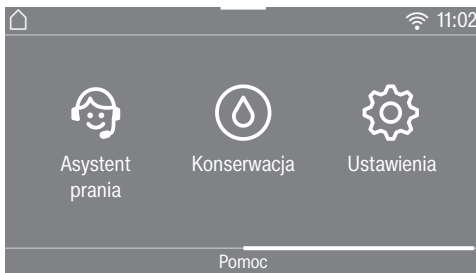 11:02
Asystent
prania
Konserwacja
Ustawienia
Pomoc